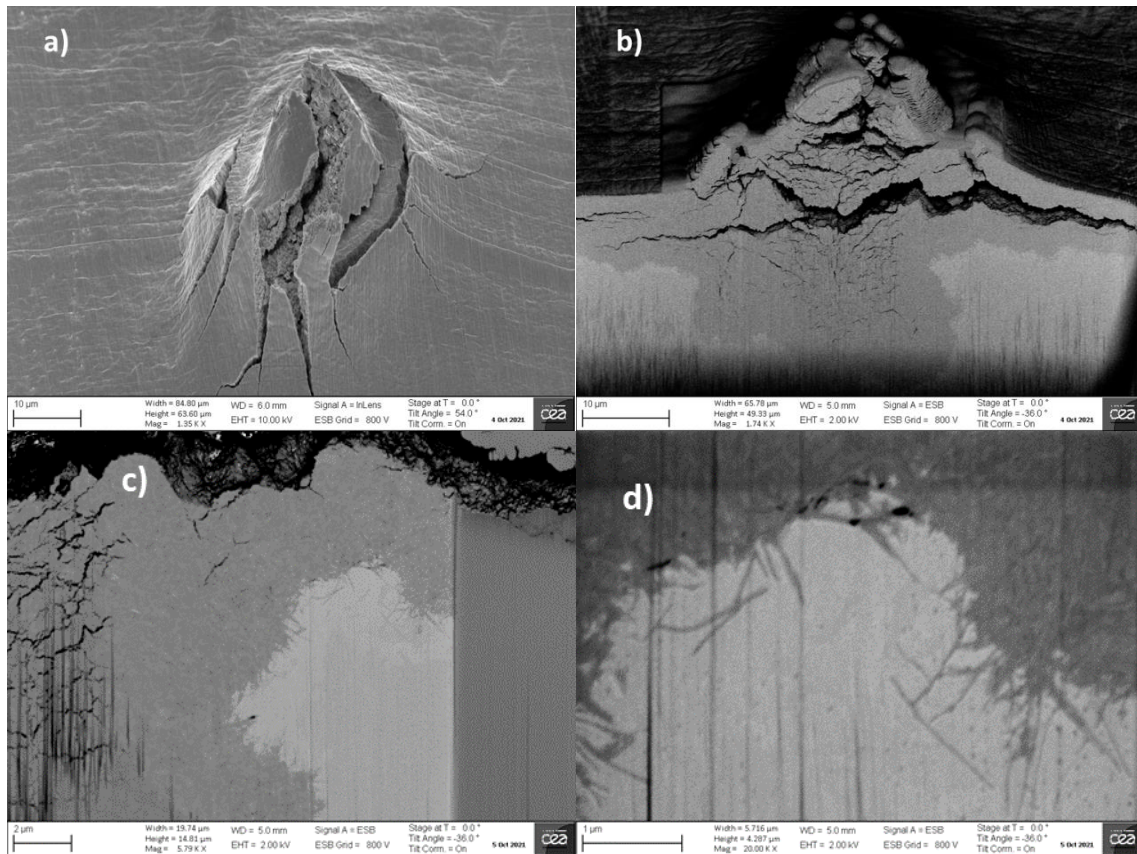 a)
10 µm
Width = 84.80 µm
Height = 63.60 µm
Mag = 1.35 K X
WD = 6.0 mm
EHT = 10.00 kV
Signal A = InLens
ESB Grid = 800 V
Stage at T = 0.0 °
Tilt Angle = 54.0 °
Tilt Corrn. = On
4 Oct 2021
cea
b)
10 µm
Width = 65.78 µm
Height = 49.33 µm
Mag = 1.74 K X
WD = 5.0 mm
EHT = 2.00 kV
Signal A = ESB
ESB Grid = 800 V
Stage at T = 0.0 °
Tilt Angle = -36.0 °
Tilt Corrn. = On
4 Oct 2021
cea
c)
2 µm
Width = 19.74 µm
Height = 14.81 µm
Mag = 5.79 K X
WD = 5.0 mm
EHT = 2.00 kV
Signal A = ESB
ESB Grid = 800 V
Stage at T = 0.0 °
Tilt Angle = -36.0 °
Tilt Corrn. = On
5 Oct 2021
cea
d)
1 µm
Width = 5.716 µm
Height = 4.287 µm
Mag = 20.00 K X
WD = 5.0 mm
EHT = 2.00 kV
Signal A = ESB
ESB Grid = 800 V
Stage at T = 0.0 °
Tilt Angle = -36.0 °
Tilt Corrn. = On
5 Oct 2021
cea